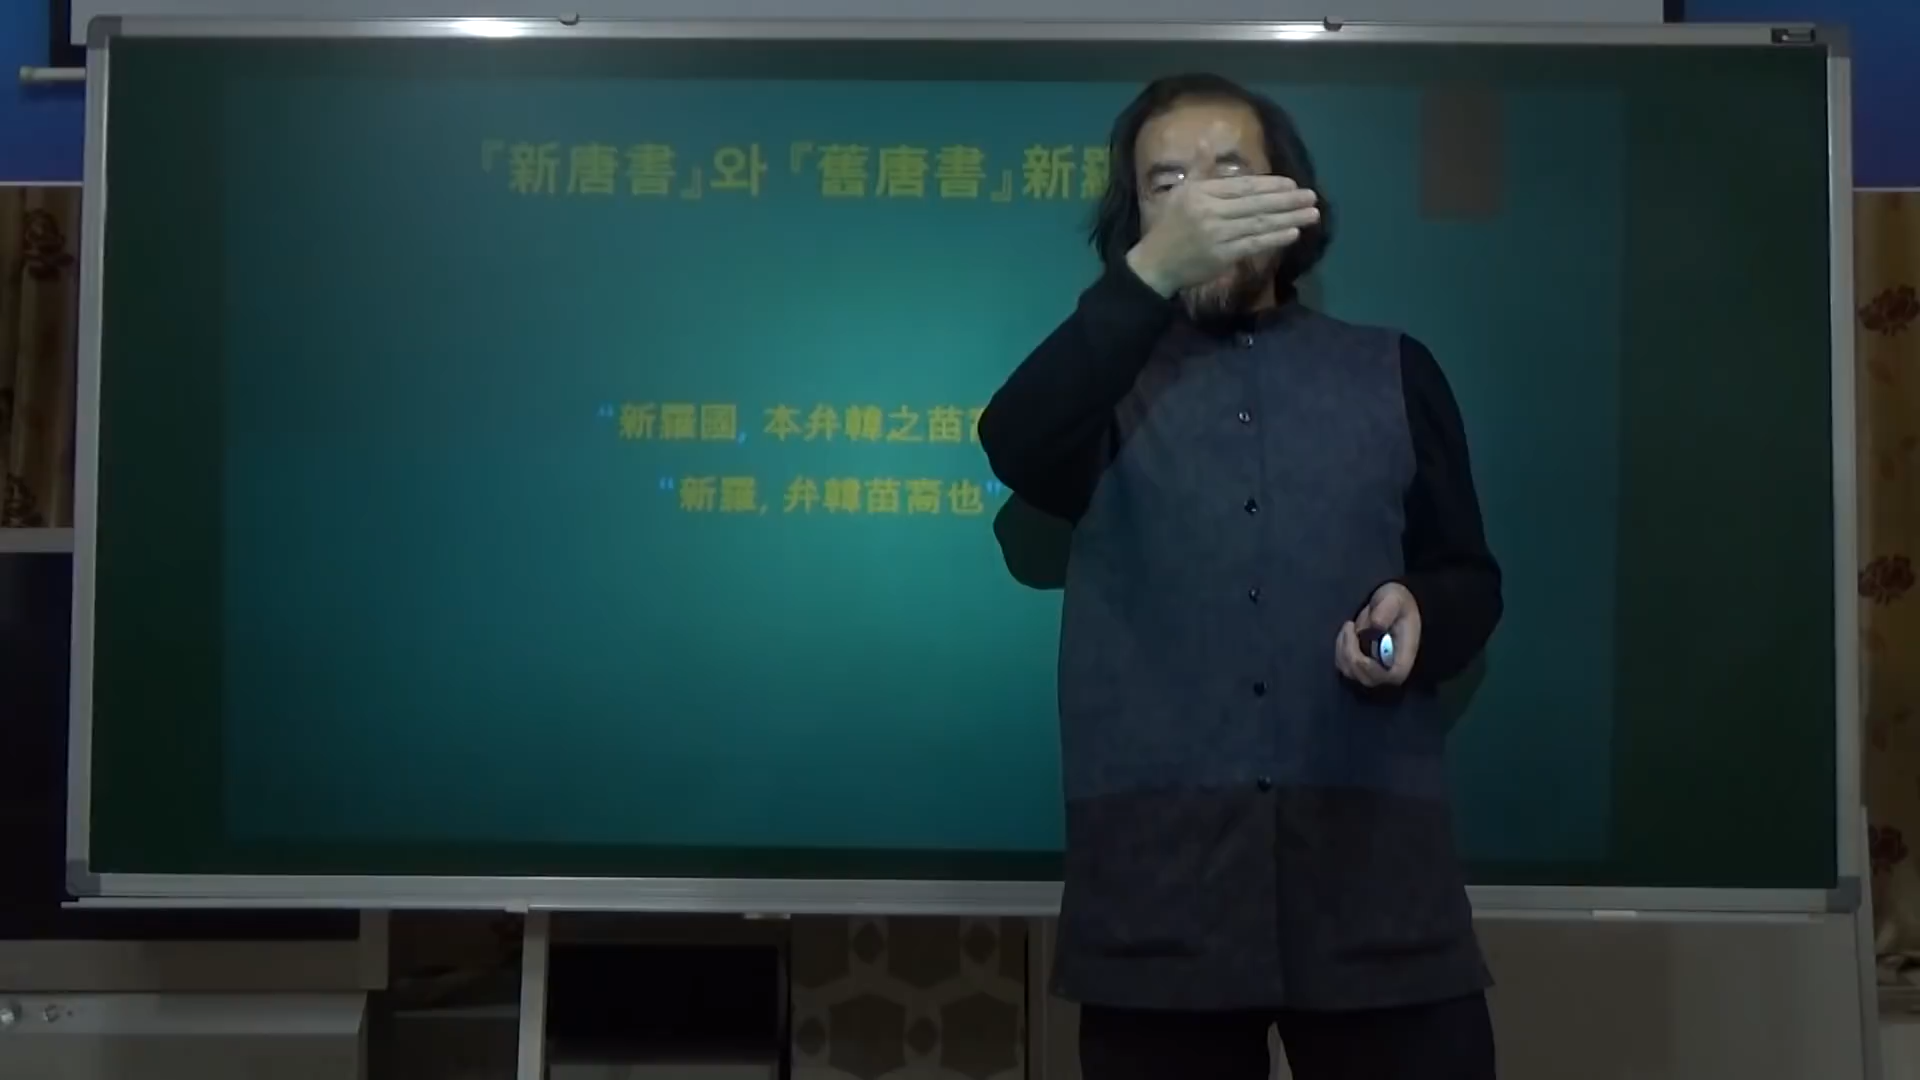 『新唐書』와 『舊唐書』新羅
“新羅國, 本弁韓之苗
“新羅, 弁韓苗裔也”